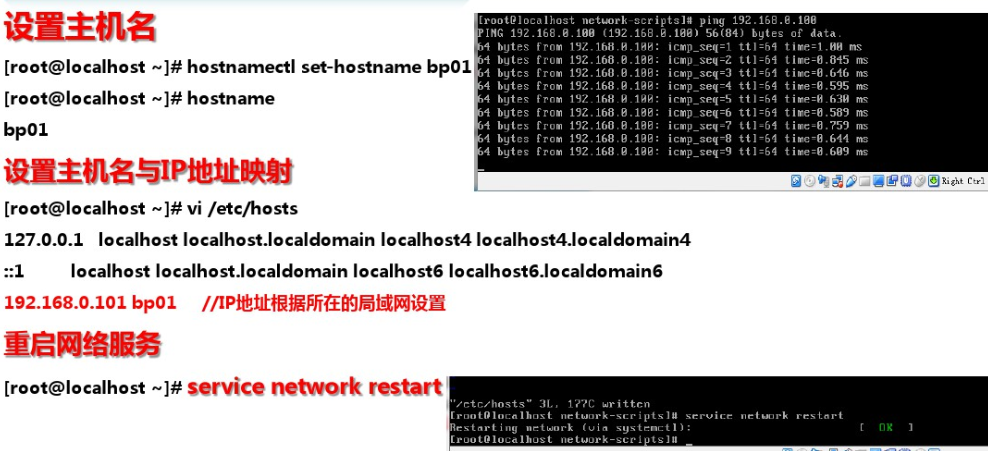 设置主机名
[root@localhost ~]# hostnamectl set-hostname bp01
[root@localhost ~]# hostname
bp01
设置主机名与IP地址映射
[root@localhost ~]# vi /etc/hosts
127.0.0.1 localhost localhost.localdomain localhost4 localhost4.localdomain4
::1 localhost localhost.localdomain localhost6 localhost6.localdomain6
192.168.0.101 bp01 //IP地址根据所在的局域网设置
重启网络服务
[root@localhost ~]# service network restart
[root@localhost network-scripts]# ping 192.168.0.100
PING 192.168.0.100 (192.168.0.100) 56(84) bytes of data.
64 bytes from 192.168.0.100: icmp_seq=1 ttl=64 time=1.00 ms
64 bytes from 192.168.0.100: icmp_seq=2 ttl=64 time=0.845 ms
64 bytes from 192.168.0.100: icmp_seq=3 ttl=64 time=0.646 ms
64 bytes from 192.168.0.100: icmp_seq=4 ttl=64 time=0.595 ms
64 bytes from 192.168.0.100: icmp_seq=5 ttl=64 time=0.630 ms
64 bytes from 192.168.0.100: icmp_seq=6 ttl=64 time=0.589 ms
64 bytes from 192.168.0.100: icmp_seq=7 ttl=64 time=0.759 ms
64 bytes from 192.168.0.100: icmp_seq=8 ttl=64 time=0.644 ms
64 bytes from 192.168.0.100: icmp_seq=9 ttl=64 time=0.609 ms
Right Ctrl
"/etc/hosts" 3L, 177C written
[root@localhost network-scripts]# service network restart
Restarting network (via systemctl): [ OK ]
[root@localhost network-scripts]# _